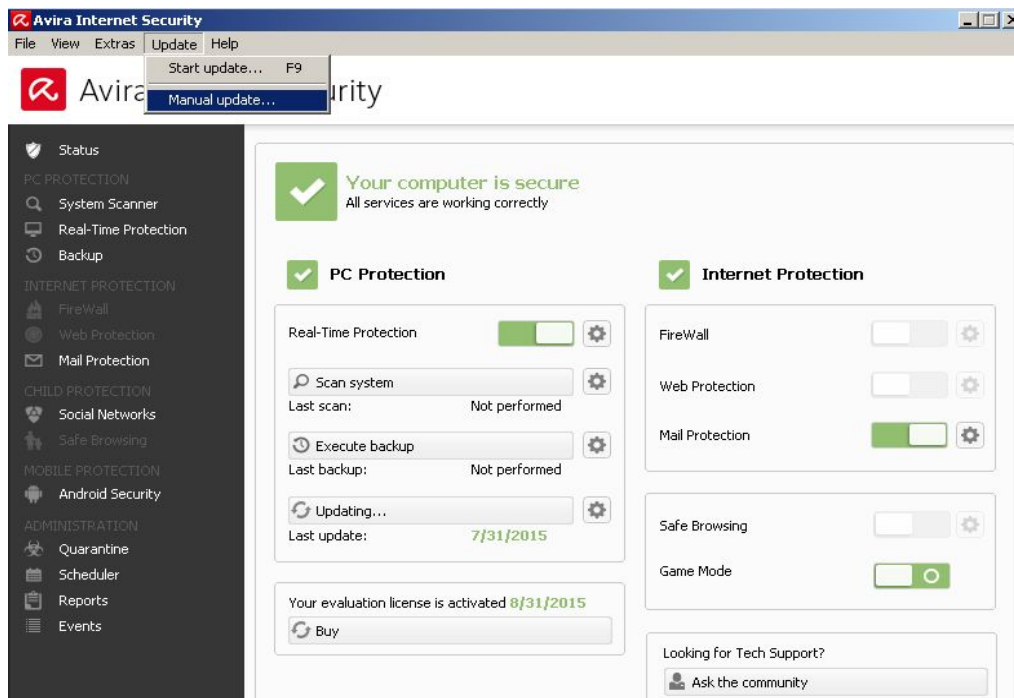 Avira Internet Security
File View Extras Update Help
Start update... F9
Manual update...
Avira urity
Status
PC PROTECTION
System Scanner
Real-Time Protection
Backup
INTERNET PROTECTION
FireWall
Web Protection
Mail Protection
CHILD PROTECTION
Social Networks
Safe Browsing
MOBILE PROTECTION
Android Security
ADMINISTRATION
Quarantine
Scheduler
Reports
Events
Your computer is secure
All services are working correctly
PC Protection
Real-Time Protection
Scan system
Last scan: Not performed
Execute backup
Last backup: Not performed
Updating...
Last update: 7/31/2015
Your evaluation license is activated 8/31/2015
Buy
Internet Protection
FireWall
Web Protection
Mail Protection
Safe Browsing
Game Mode
Looking for Tech Support?
Ask the community